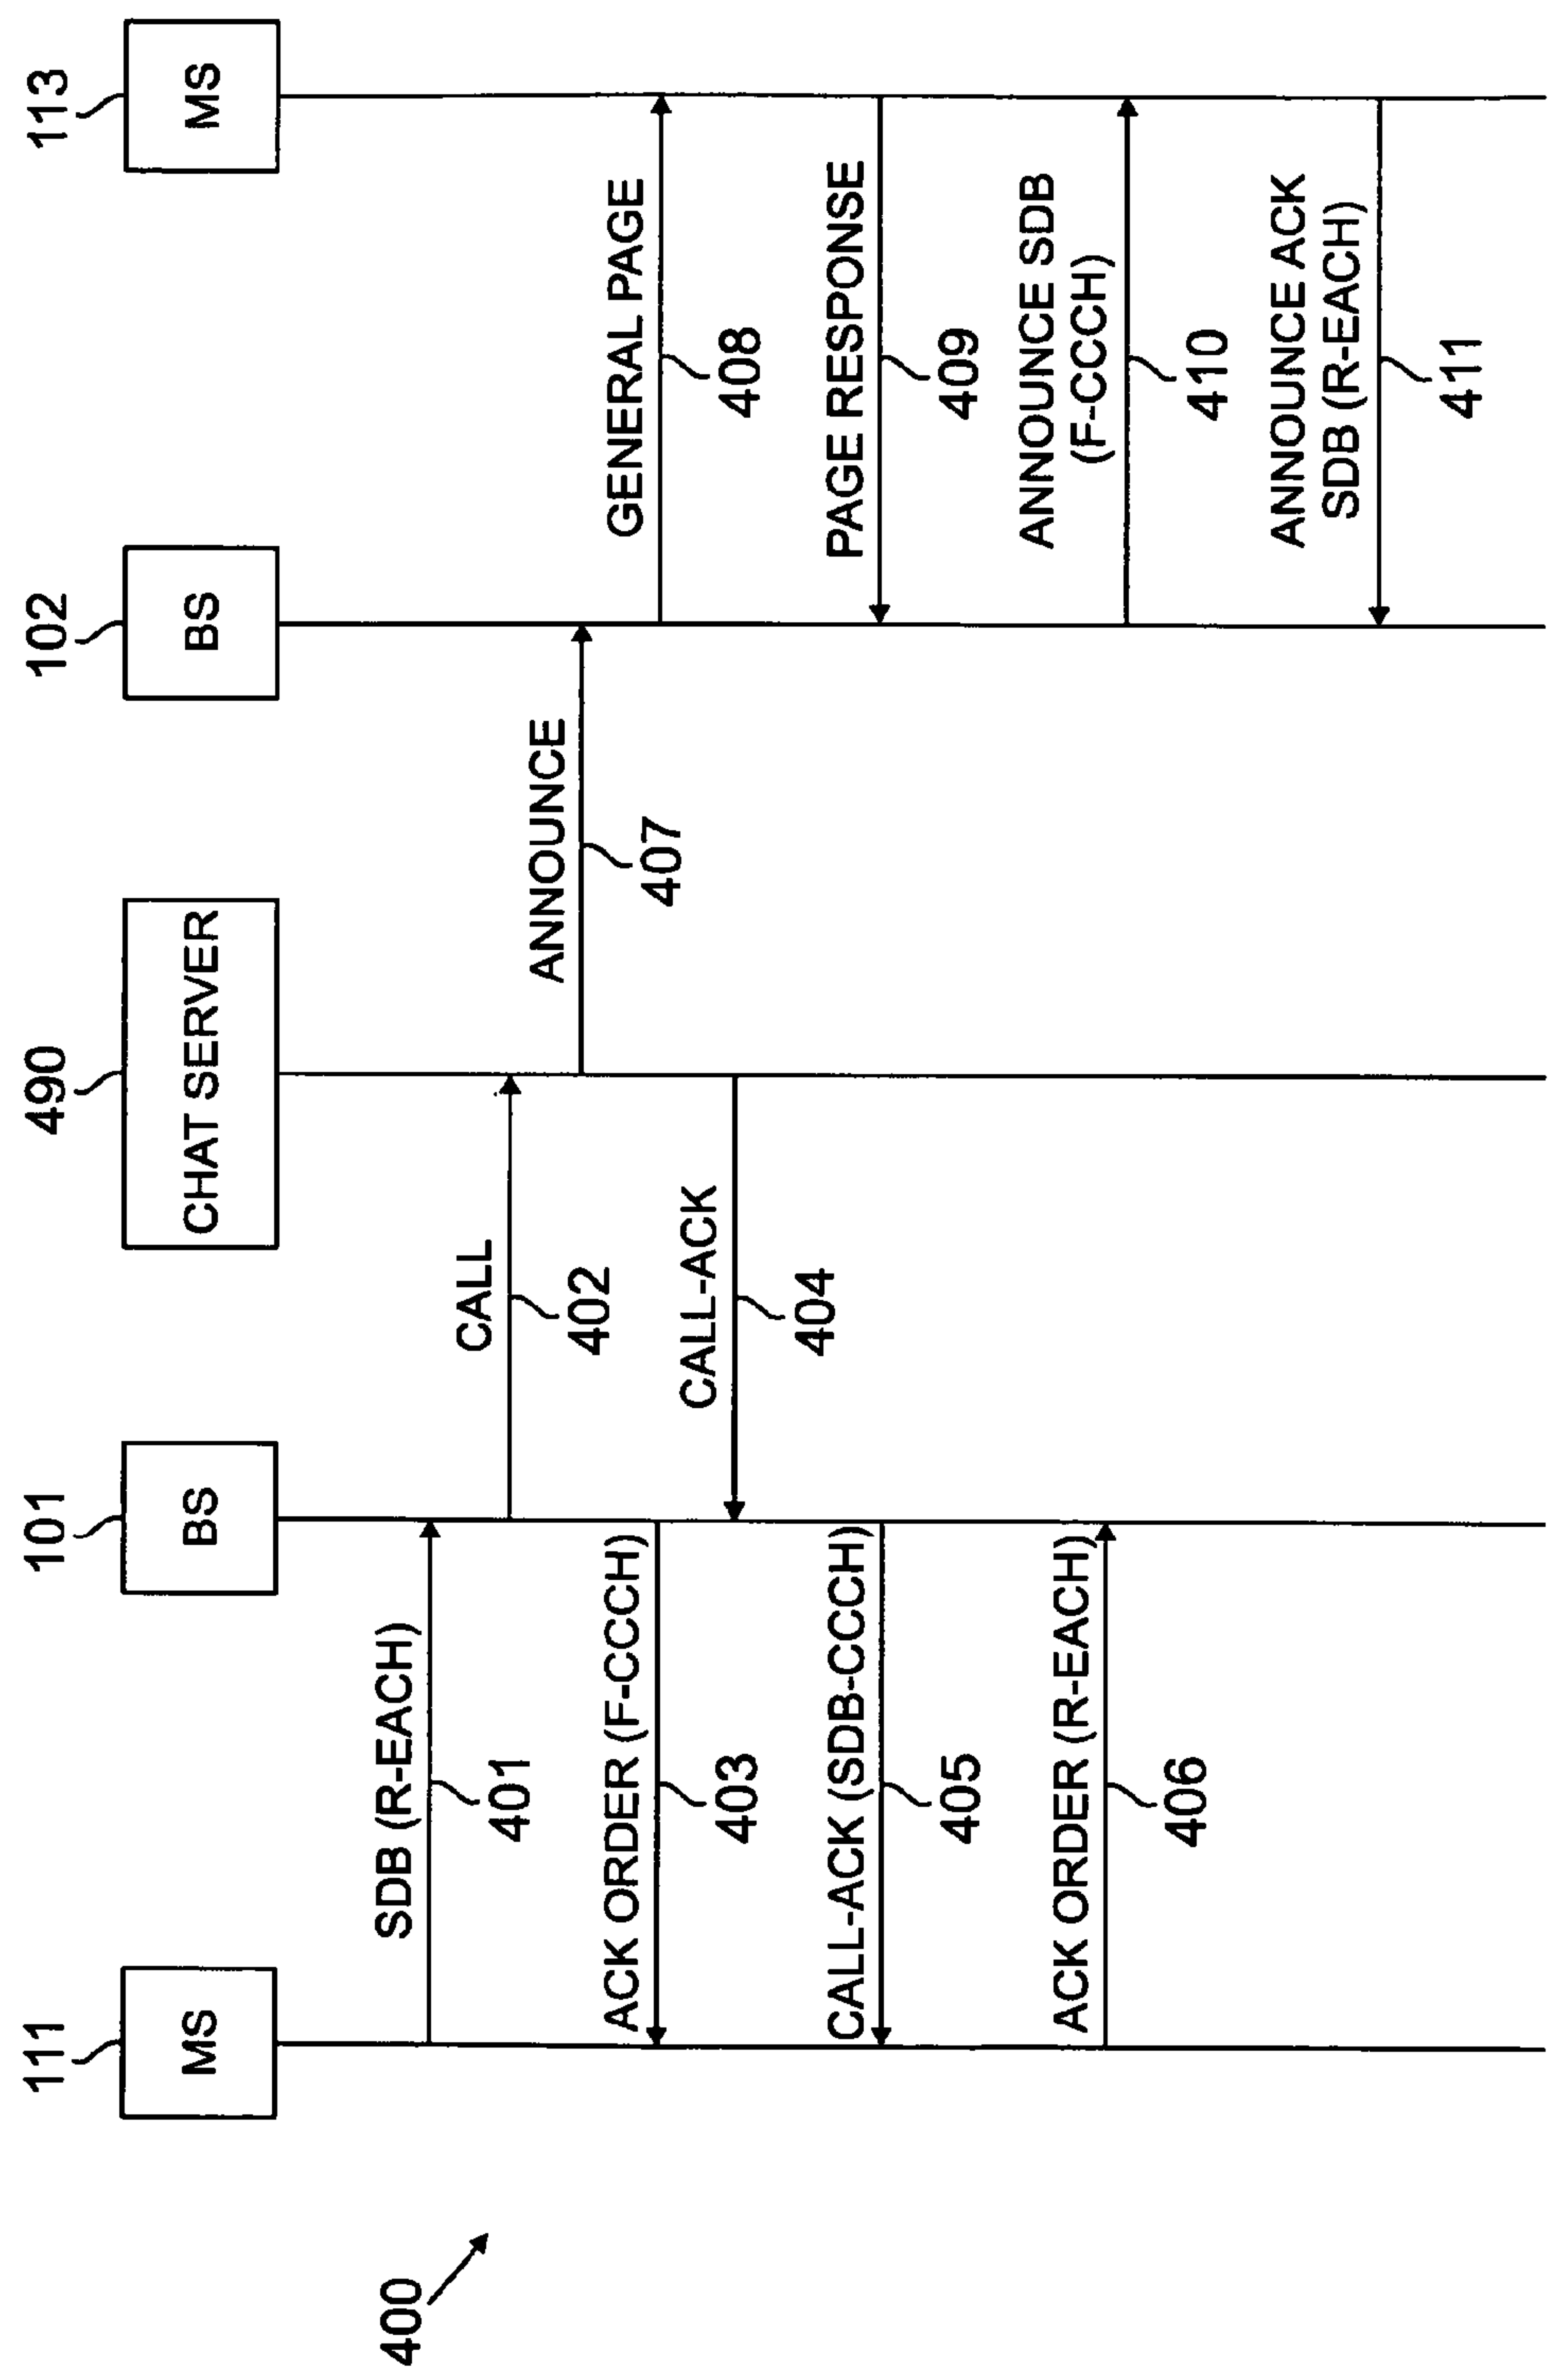 111
101
490
102
113
MS
BS
CHAT SERVER
BS
MS
400
SDB (R-EACH)
401
CALL
402
ANNOUNCE
407
ACK ORDER (F-CCCH)
403
GENERAL PAGE
408
CALL-ACK
404
CALL-ACK (SDB-CCCH)
405
PAGE RESPONSE
409
ACK ORDER (R-EACH)
406
ANNOUNCE SDB
(F-CCCH)
410
ANNOUNCE ACK
SDB (R-EACH)
411